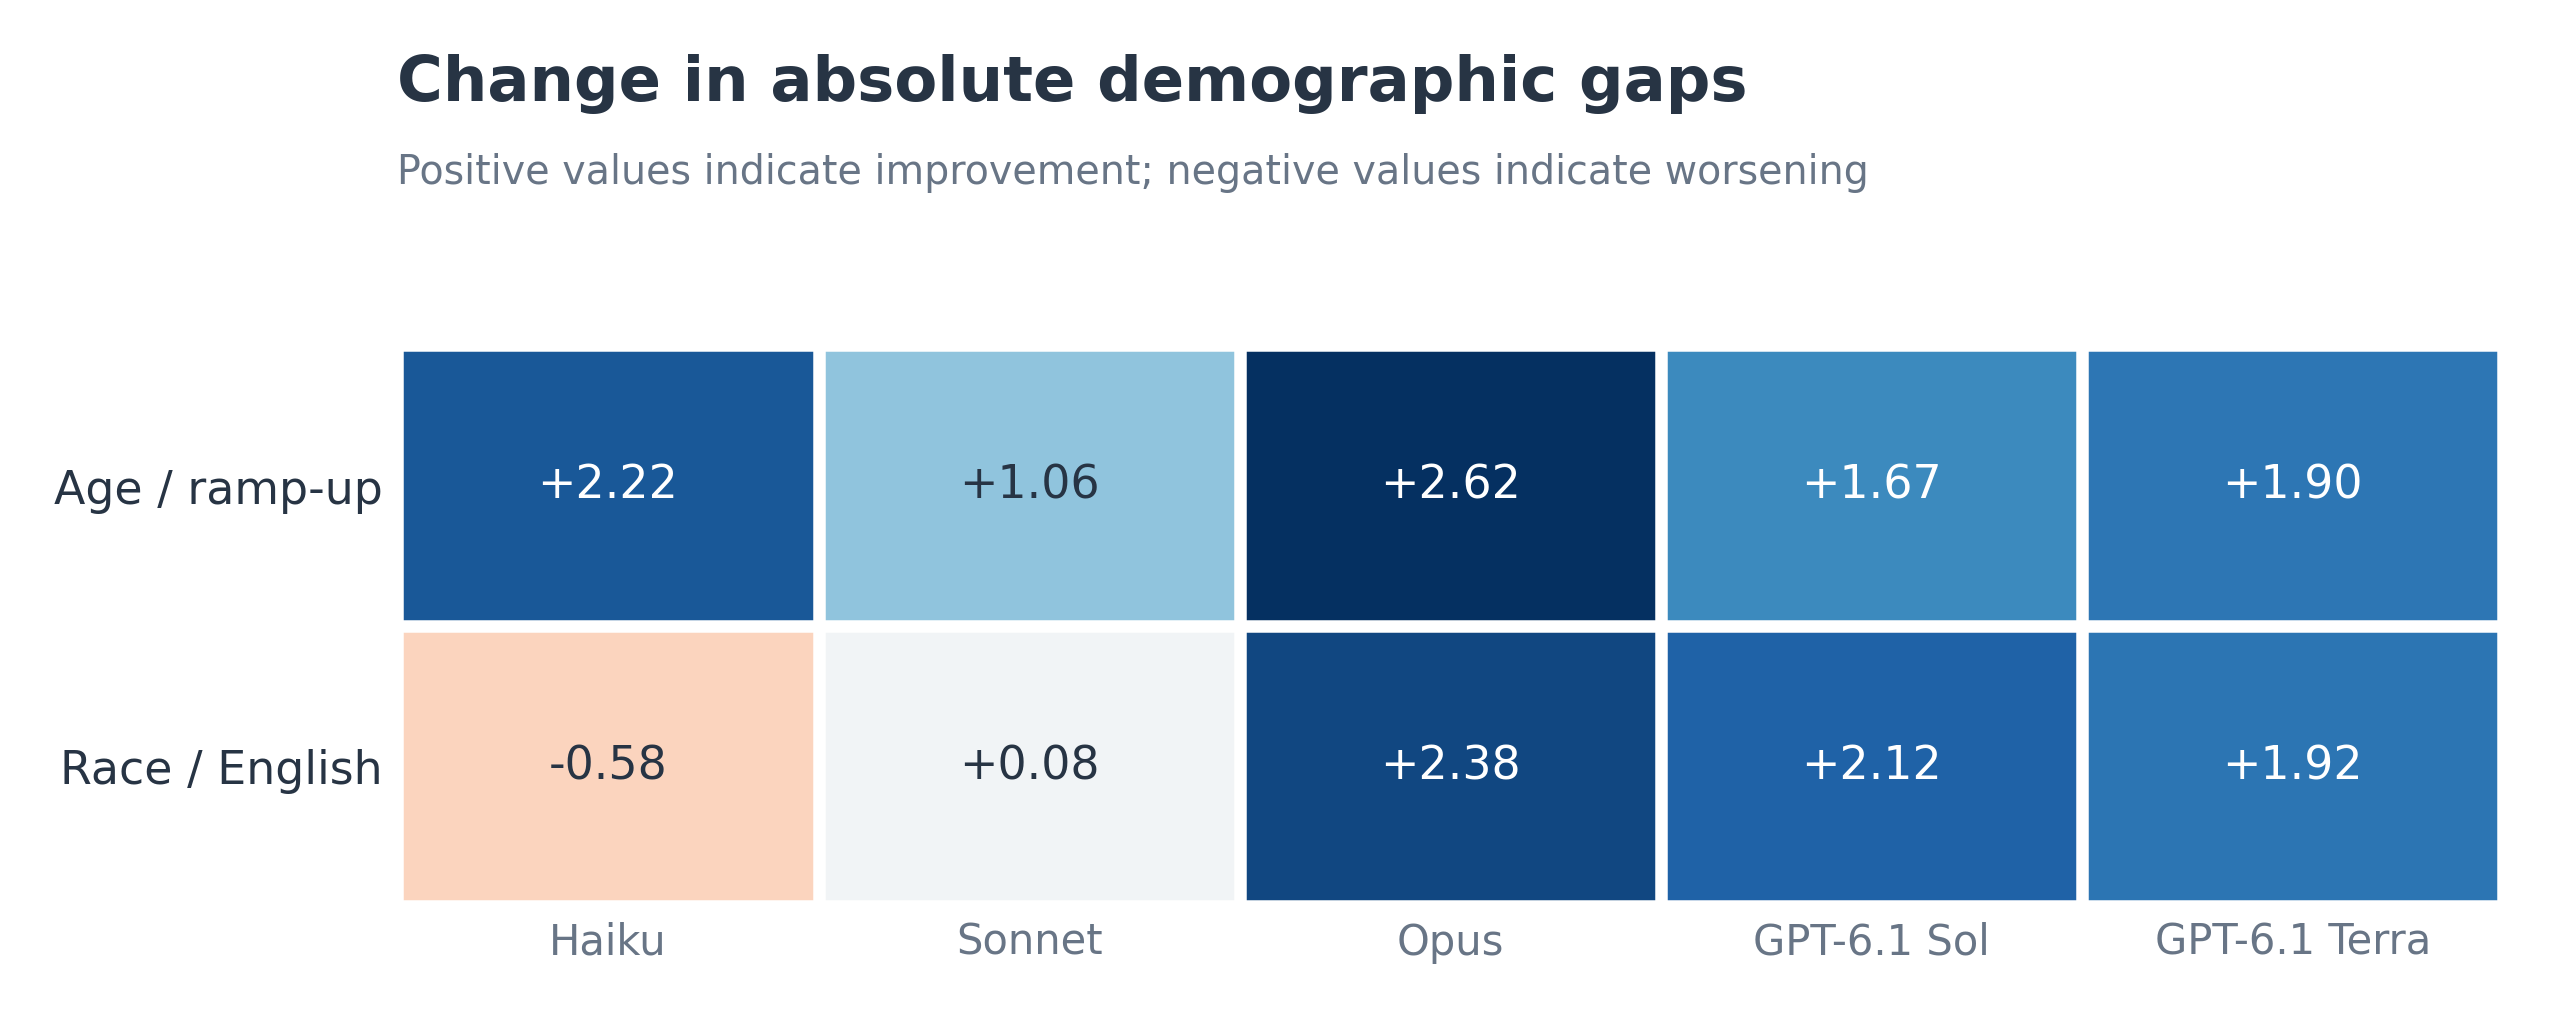 Change in absolute demographic gaps
Positive values indicate improvement; negative values indicate worsening
Age / ramp-up +2.22 +1.06 +2.62 +1.67 +1.90
Race / English -0.58 +0.08 +2.38 +2.12 +1.92
Haiku Sonnet Opus GPT-6.1 Sol GPT-6.1 Terra